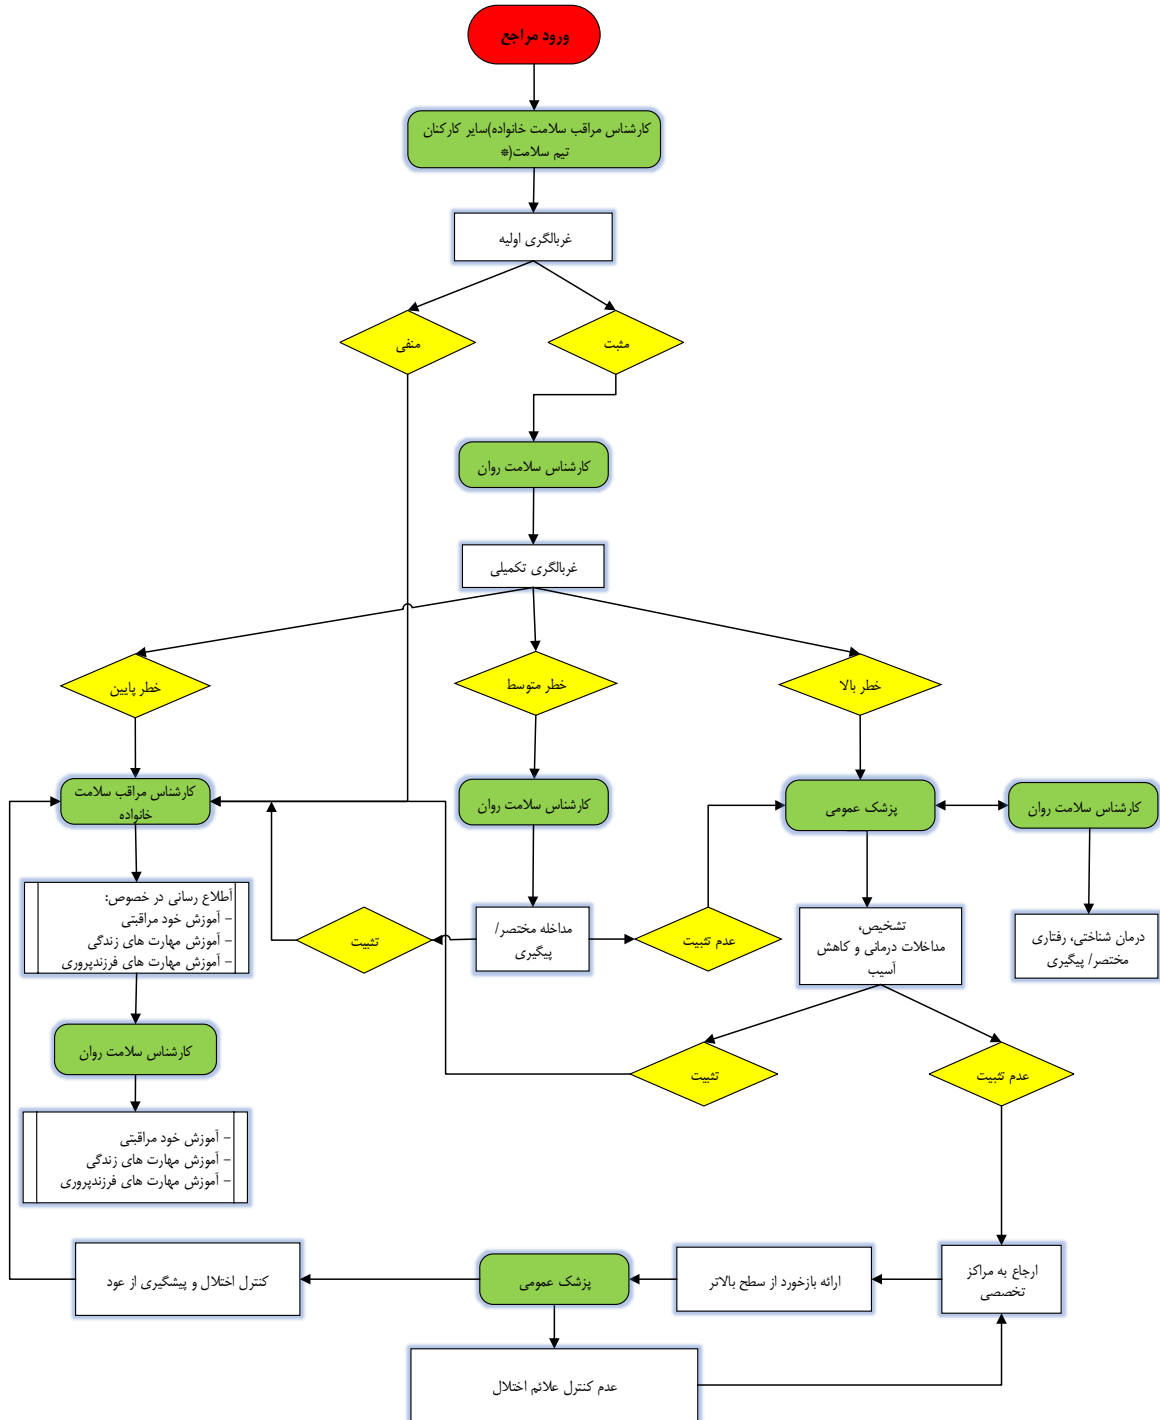 ورود مراجع
کارشناس مراقب سلامت خانواده)سایر کارکنان
تیم سلامت(*
غربالگری اولیه
مثبت
منفی
کارشناس سلامت روان
غربالگری تکمیلی
خطر بالا
خطر متوسط
خطر پایین
کارشناس سلامت روان
پزشک عمومی
کارشناس سلامت روان
کارشناس مراقب سلامت
خانواده
درمان شناختی، رفتاری
مختصر/ پیگیری
تشخیص،
مداخلات درمانی و کاهش
آسیب
عدم تثبیت
مداخله مختصر/
پیگیری
تثبیت
آطلاع رسانی در خصوص:
- آموزش خود مراقبتی
- آموزش مهارت های زندگی
- آموزش مهارت های فرزندپروری
کارشناس سلامت روان
عدم تثبیت
تثبیت
- آموزش خود مراقبتی
- آموزش مهارت های زندگی
- آموزش مهارت های فرزندپروری
ارجاع به مراکز
تخصصی
ارائه بازخورد از سطح بالاتر
پزشک عمومی
کنترل اختلال و پیشگیری از عود
عدم کنترل علائم اختلال